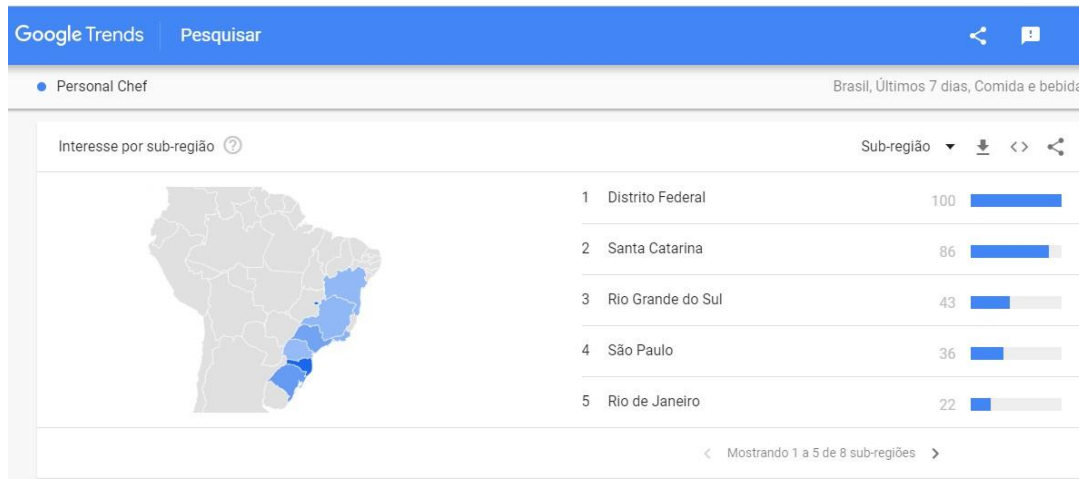 Google Trends Pesquisar
Personal Chef Brasil, Últimos 7 dias, Comida e bebida
Interesse por sub-região Sub-região
1 Distrito Federal 100
2 Santa Catarina 86
3 Rio Grande do Sul 43
4 São Paulo 36
5 Rio de Janeiro 22
Mostrando 1 a 5 de 8 sub-regiões